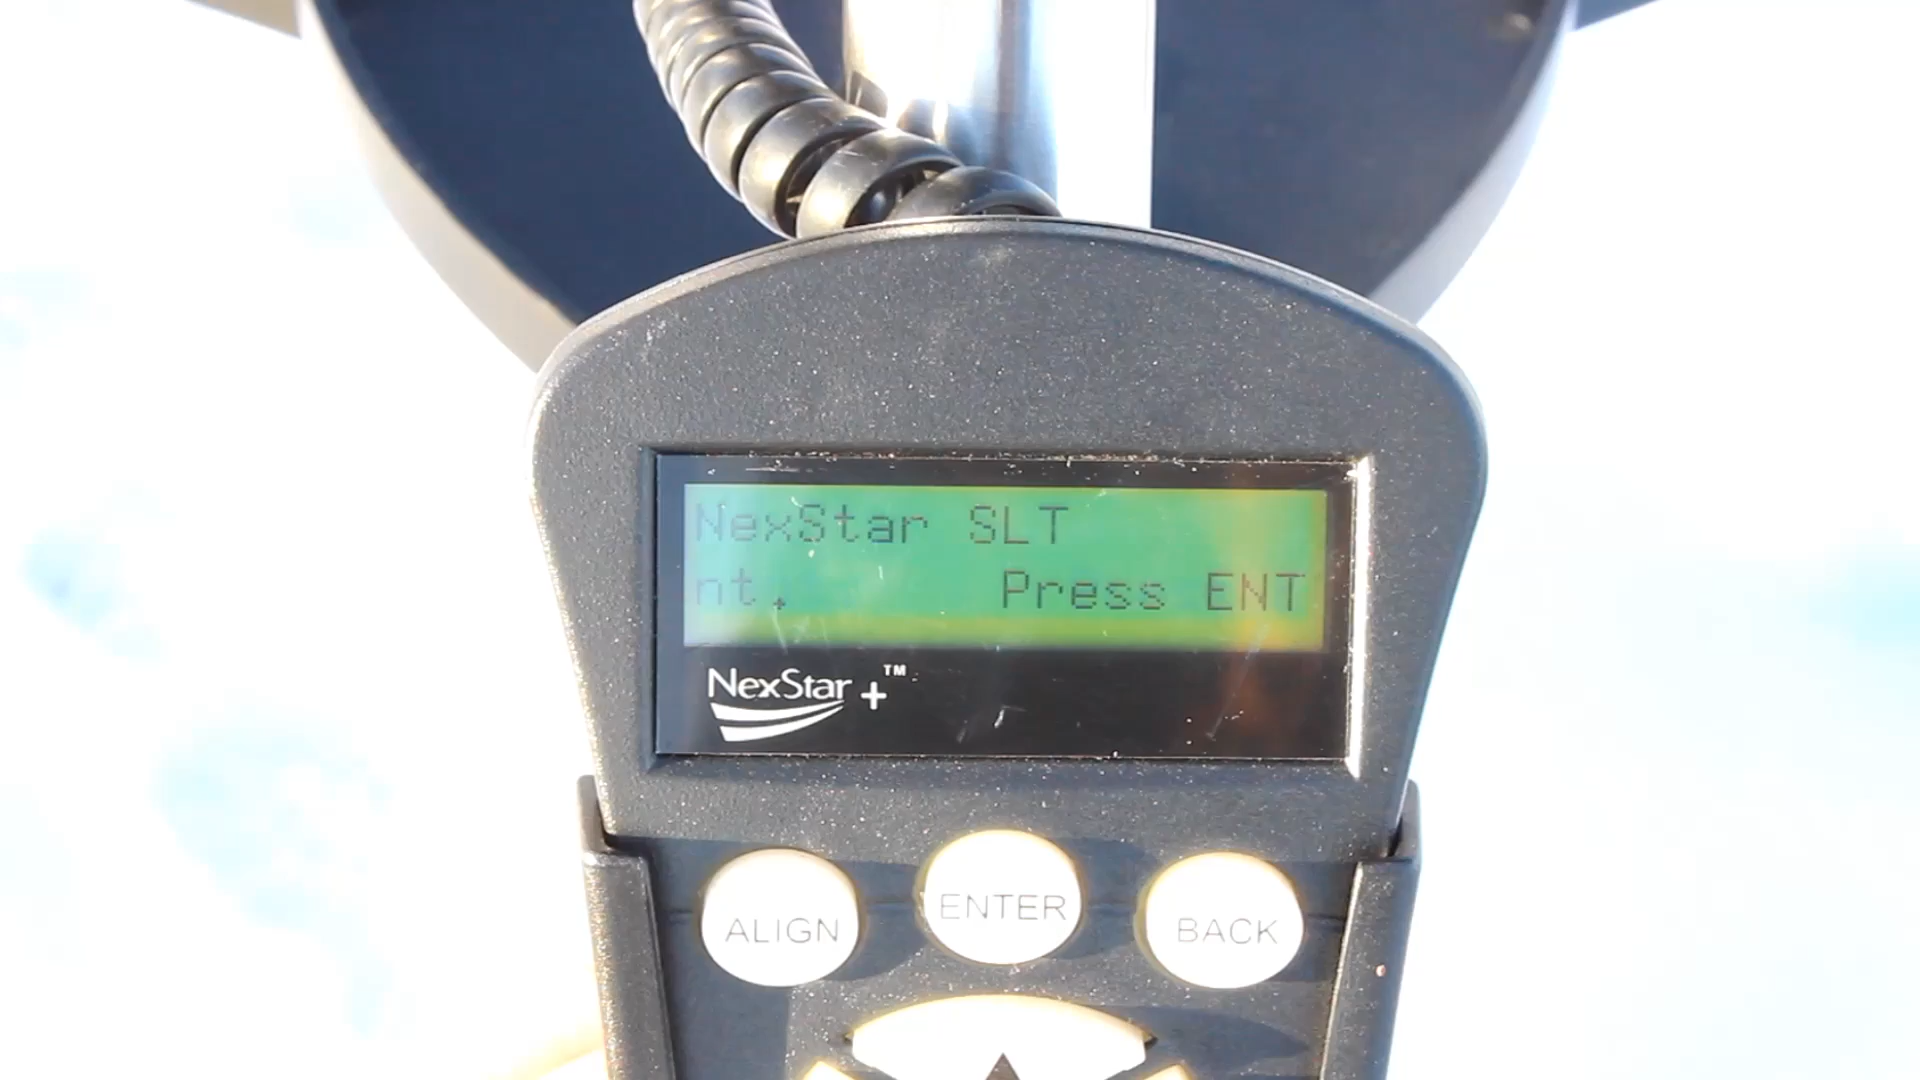 NexStar SLT
nt.     Press ENT
NexStar +™
ALIGN
ENTER
BACK